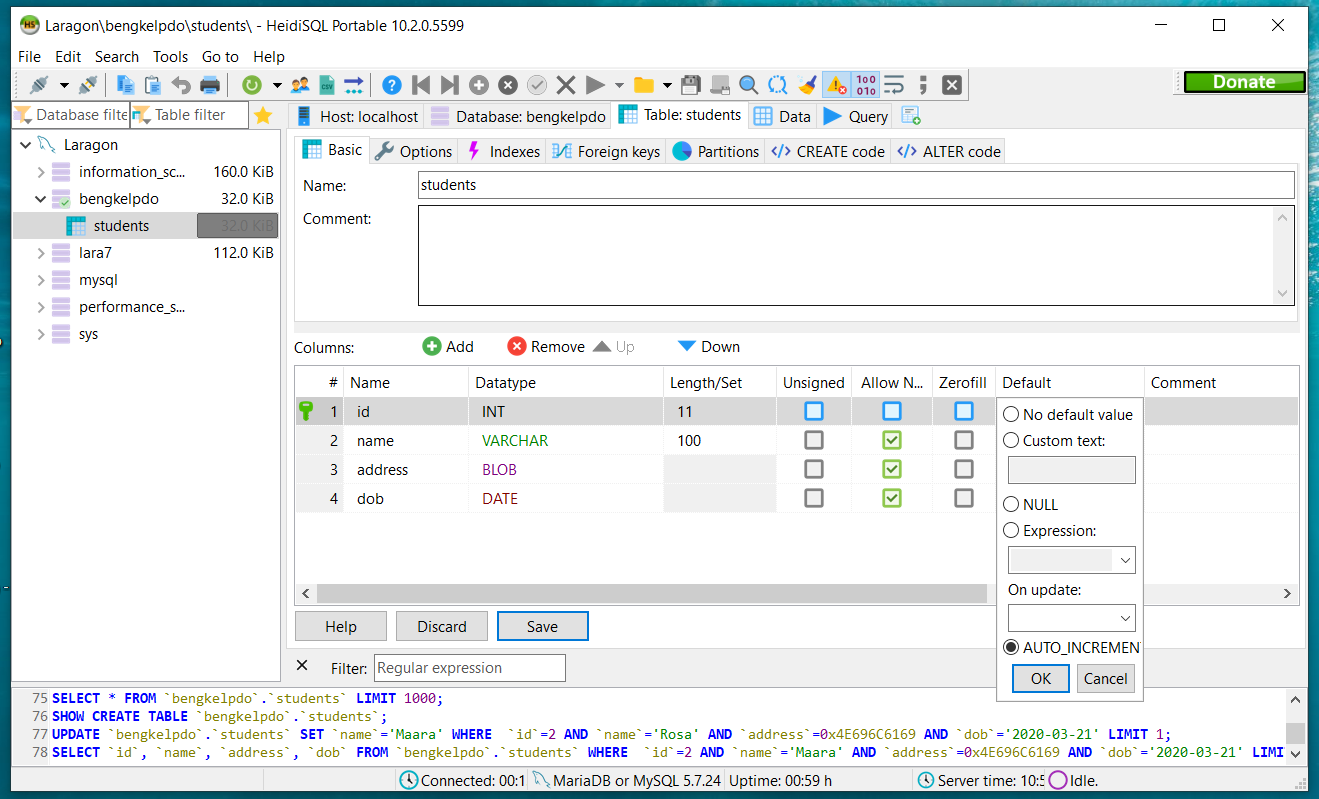 Laragon\bengkelpdo\students\ - HeidiSQL Portable 10.2.0.5599
File Edit Search Tools Go to Help
Donate
Database filte Table filter
Host: localhost Database: bengkelpdo Table: students Data Query
Laragon
information_sc... 160.0 KiB
bengkelpdo 32.0 KiB
students 32.0 KiB
lara7 112.0 KiB
mysql
performance_s...
sys
Basic Options Indexes Foreign keys Partitions CREATE code ALTER code
Name: students
Comment:
Columns: Add Remove Up Down
# Name Datatype Length/Set Unsigned Allow N... Zerofill Default Comment
1 id INT 11
2 name VARCHAR 100
3 address BLOB
4 dob DATE
No default value
Custom text:
NULL
Expression:
On update:
AUTO_INCREMEN
OK Cancel
Help Discard Save
Filter: Regular expression
75 SELECT * FROM `bengkelpdo`.`students` LIMIT 1000;
76 SHOW CREATE TABLE `bengkelpdo`.`students`;
77 UPDATE `bengkelpdo`.`students` SET `name`='Maara' WHERE  `id`=2 AND `name`='Rosa' AND `address`=0x4E696C6169 AND `dob`='2020-03-21' LIMIT 1;
78 SELECT `id`, `name`, `address`, `dob` FROM `bengkelpdo`.`students` WHERE  `id`=2 AND `name`='Maara' AND `address`=0x4E696C6169 AND `dob`='2020-03-21' LIMI
Connected: 00:1 MariaDB or MySQL 5.7.24 Uptime: 00:59 h Server time: 10:5 Idle.